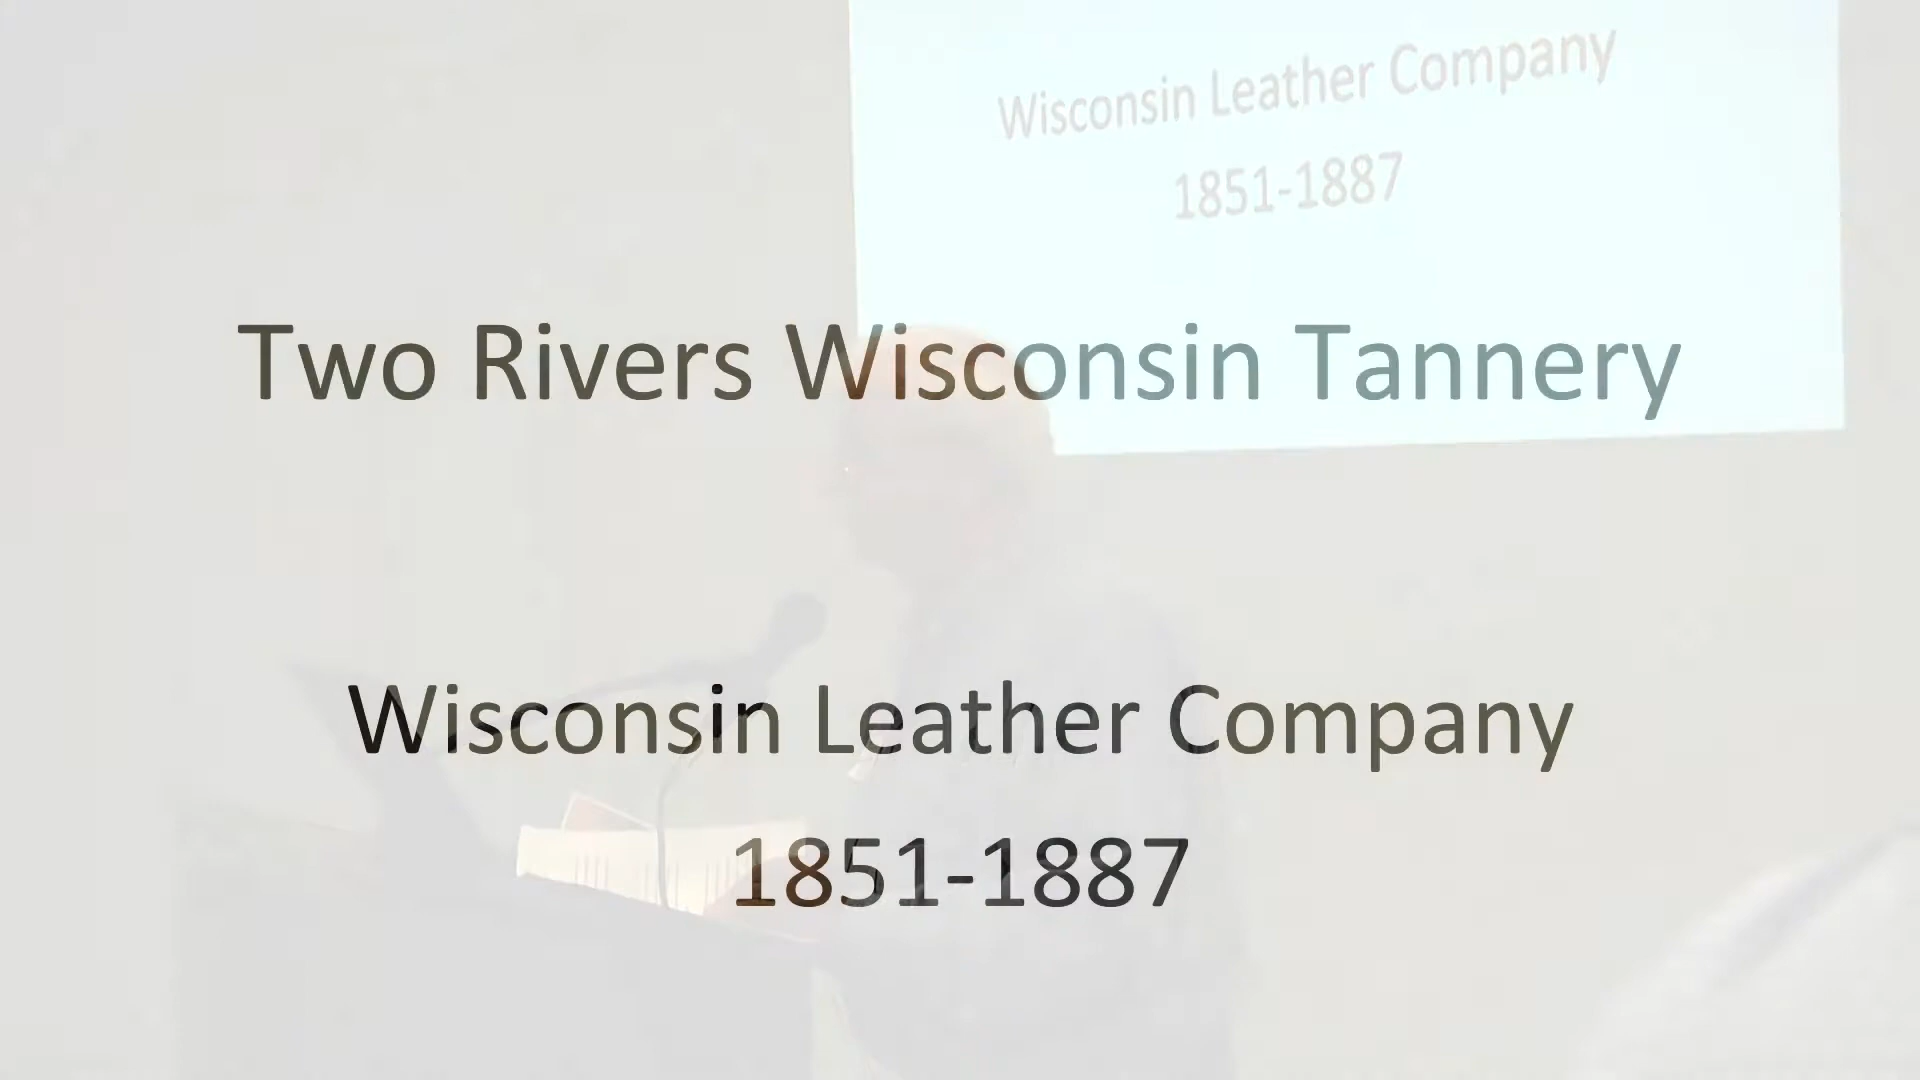 Wisconsin Leather Company
1851-1887
Two Rivers Wisconsin Tannery
Wisconsin Leather Company
1851-1887